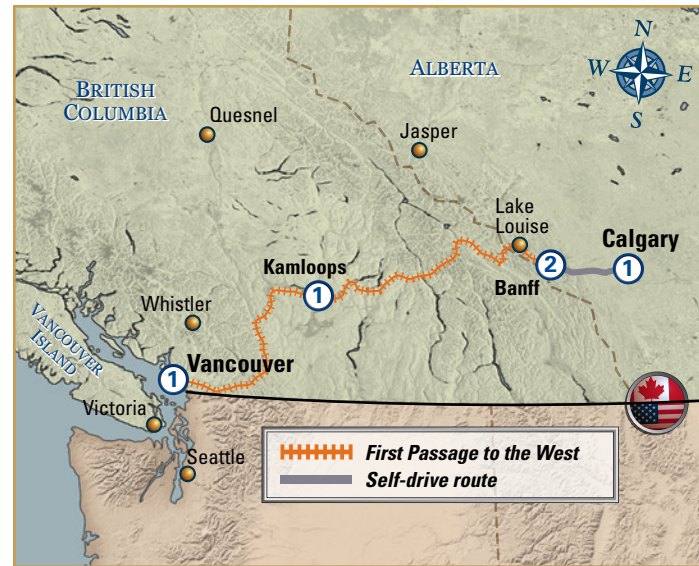 N
W E
S
BRITISH
COLUMBIA
ALBERTA
Quesnel
Jasper
Lake
Louise
Calgary
1
2
Banff
Kamloops
1
Whistler
VANCOUVER
ISLAND
Vancouver
1
Victoria
Seattle
First Passage to the West
Self-drive route